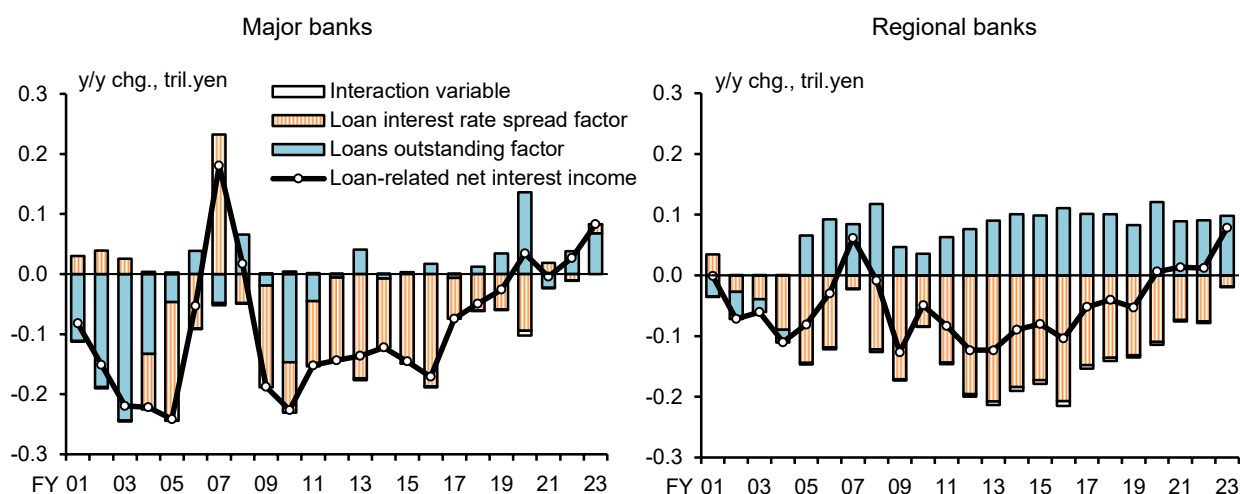 Major banks
y/y chg., tril.yen
Interaction variable
Loan interest rate spread factor
Loans outstanding factor
Loan-related net interest income
0.3
0.2
0.1
0.0
-0.1
-0.2
-0.3
FY 01 03 05 07 09 11 13 15 17 19 21 23
Regional banks
y/y chg., tril.yen
0.3
0.2
0.1
0.0
-0.1
-0.2
-0.3
FY 01 03 05 07 09 11 13 15 17 19 21 23